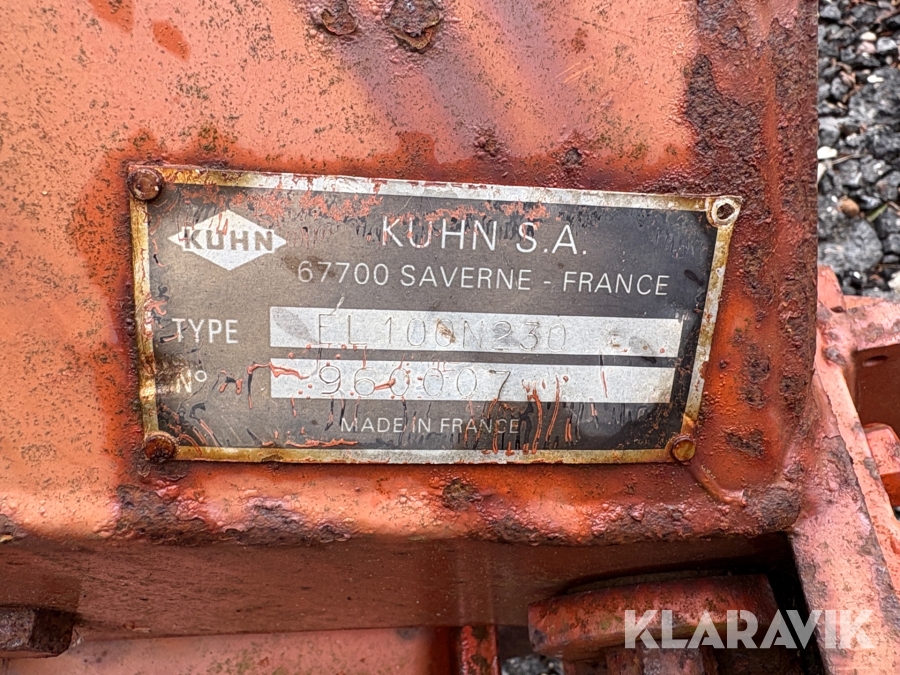 KUHN
KUHN S.A.
67700 SAVERNE - FRANCE
TYPE EL 100N230
N° 960007
MADE IN FRANCE
KLARAVIK